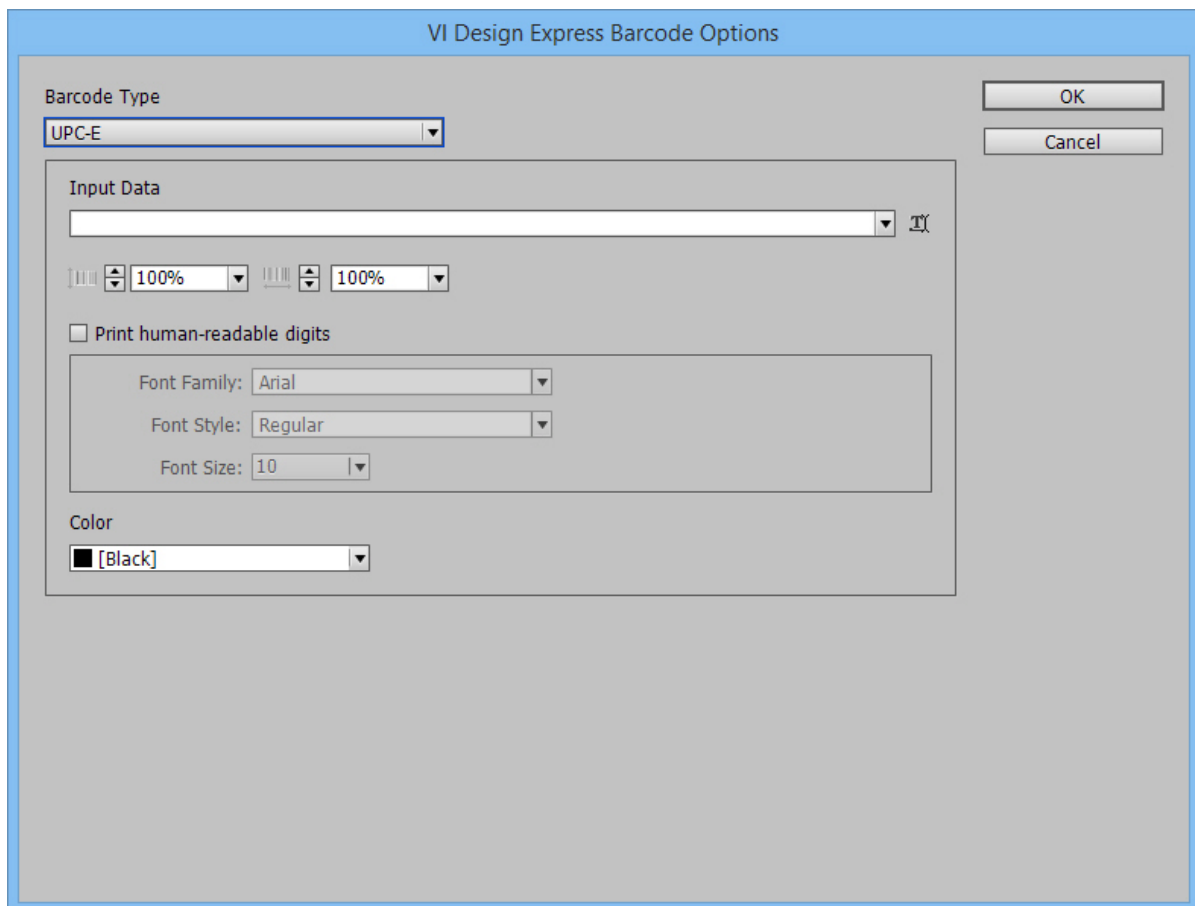 VI Design Express Barcode Options
Barcode Type
OK
UPC-E
Cancel
Input Data
100% 100%
Print human-readable digits
Font Family: Arial
Font Style: Regular
Font Size: 10
Color
[Black]